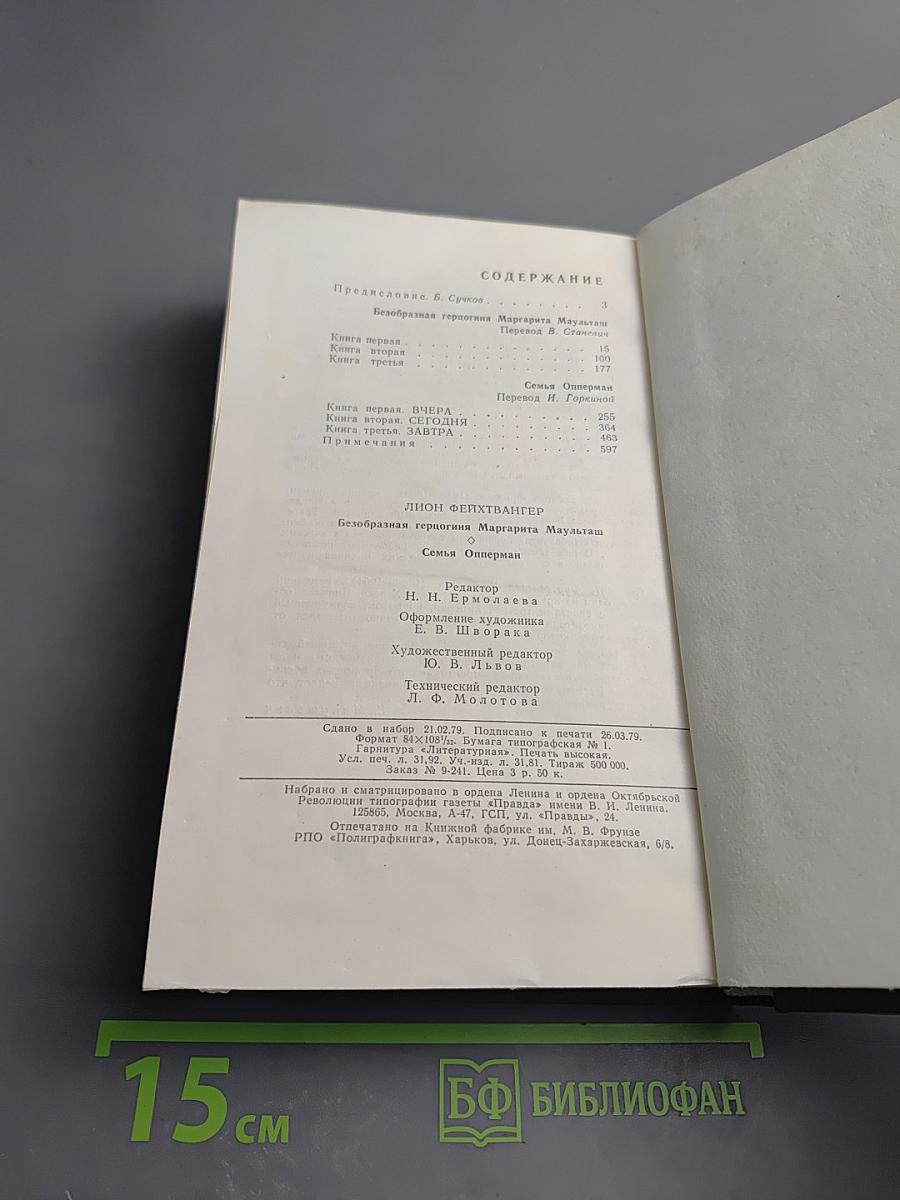 СОДЕРЖАНИЕ
Предисловие. Б. Сучков . . . . . . . . 3
Безобразная герцогиня Маргарита Маульташ
Перевод В. Станевич
Книга первая . . . . . . . . . . . . . . 15
Книга вторая . . . . . . . . . . . . . . 100
Книга третья . . . . . . . . . . . . . . 177
Семья Опперман
Перевод И. Горкиной
Книга первая. ВЧЕРА . . . . . . . . . . 255
Книга вторая. СЕГОДНЯ . . . . . . . . . 364
Книга третья. ЗАВТРА . . . . . . . . . . 463
Примечания . . . . . . . . . . . . 597
ЛИОН ФЕЙХТВАНГЕР
Безобразная герцогиня Маргарита Маульташ
◊
Семья Опперман
Редактор
Н. Н. Ермолаева
Оформление художника
Е. В. Шворака
Художественный редактор
Ю. В. Львов
Технический редактор
Л. Ф. Молотова
Сдано в набор 21.02.79. Подписано к печати 26.03.79.
Формат 84×108¹/₃₂. Бумага типографская № 1.
Гарнитура «Литературная». Печать высокая.
Усл. печ. л. 31,92. Уч.-изд. л. 31,81. Тираж 500 000.
Заказ № 9-241. Цена 3 р. 50 к.
Набрано и сматрицировано в ордена Ленина и ордена Октябрьской
Революции типографии газеты «Правда» имени В. И. Ленина.
125865, Москва, А-47, ГСП, ул. «Правды», 24.
Отпечатано на Книжной фабрике им. М. В. Фрунзе
РПО «Полиграфкнига», Харьков, ул. Донец-Захаржевская, 6/8.
15 см
БФ БИБЛИОФАН